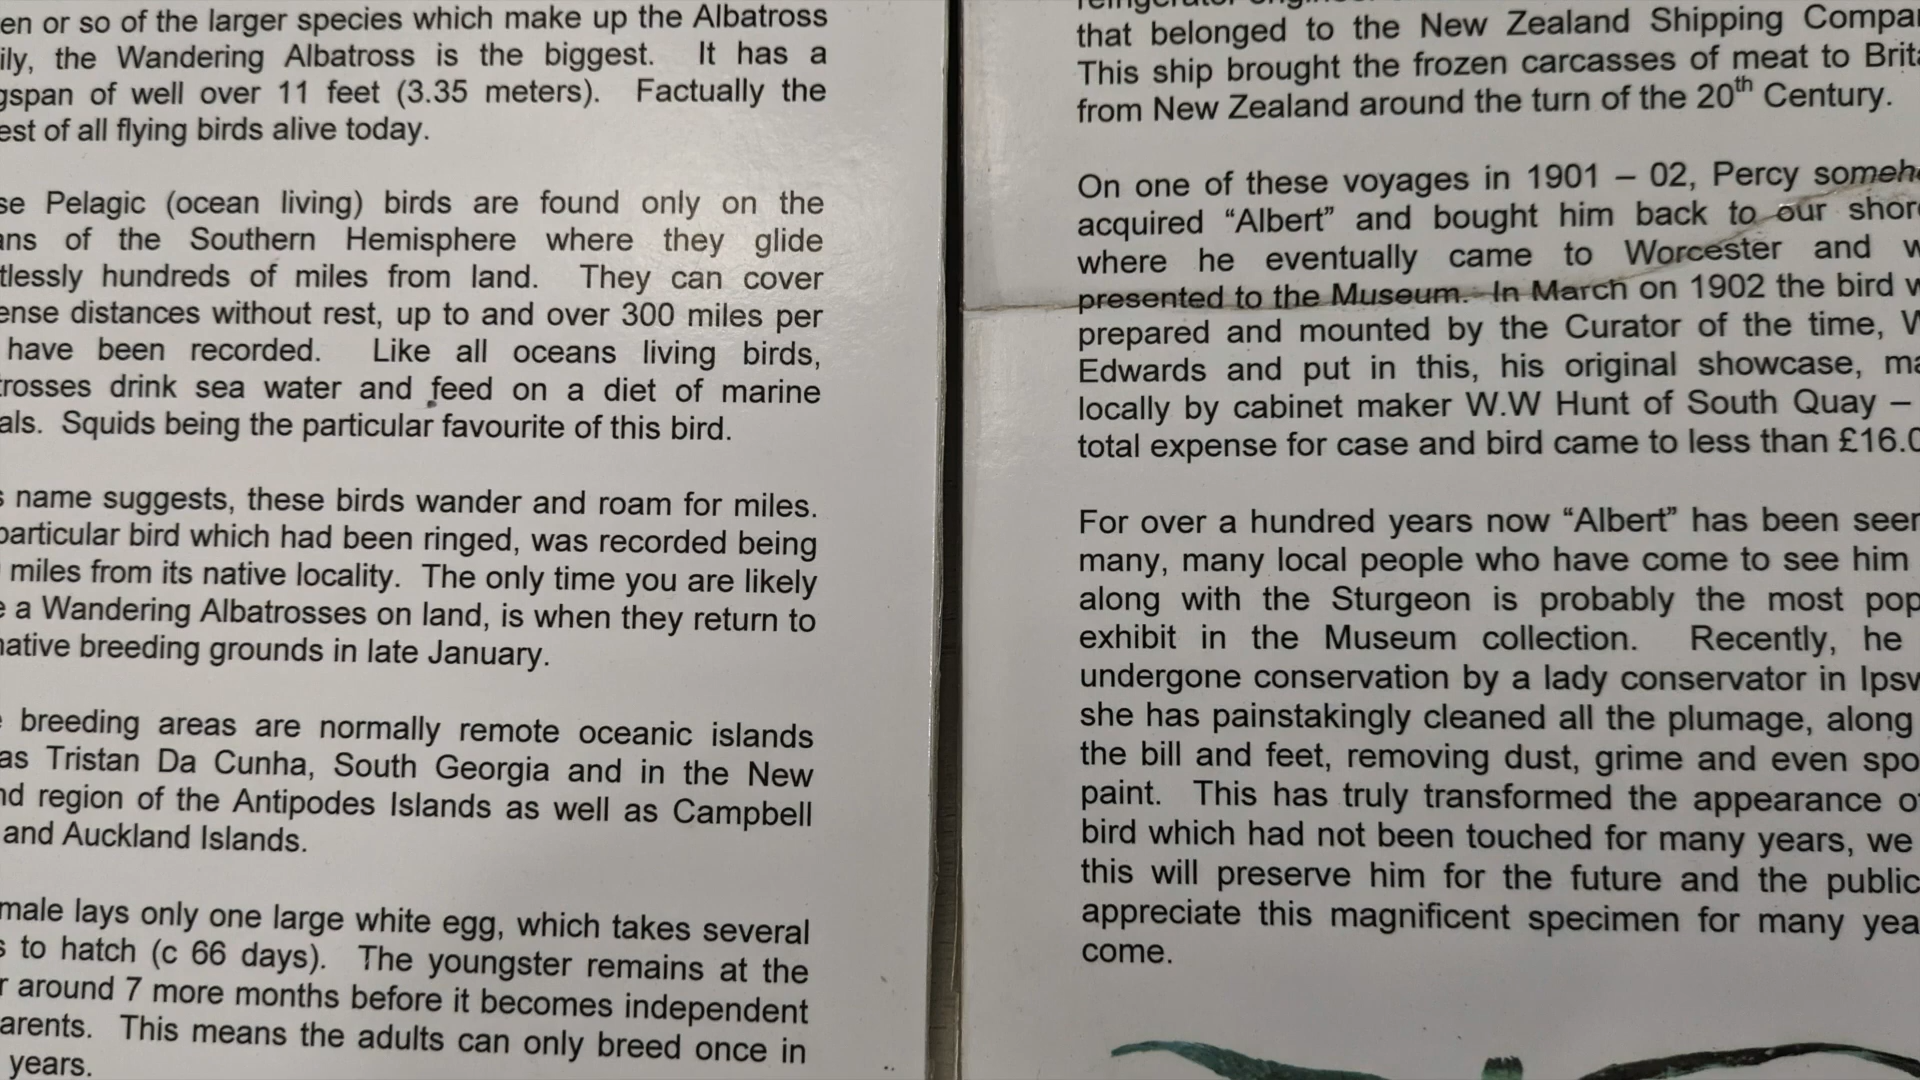 en or so of the larger species which make up the Albatross
ily, the Wandering Albatross is the biggest. It has a
gspan of well over 11 feet (3.35 meters). Factually the
est of all flying birds alive today.
se Pelagic (ocean living) birds are found only on the
ans of the Southern Hemisphere where they glide
tlessly hundreds of miles from land. They can cover
ense distances without rest, up to and over 300 miles per
have been recorded. Like all oceans living birds,
trosses drink sea water and feed on a diet of marine
als. Squids being the particular favourite of this bird.
s name suggests, these birds wander and roam for miles.
particular bird which had been ringed, was recorded being
miles from its native locality. The only time you are likely
e a Wandering Albatrosses on land, is when they return to
native breeding grounds in late January.
e breeding areas are normally remote oceanic islands
as Tristan Da Cunha, South Georgia and in the New
nd region of the Antipodes Islands as well as Campbell
and Auckland Islands.
male lays only one large white egg, which takes several
s to hatch (c 66 days). The youngster remains at the
r around 7 more months before it becomes independent
arents. This means the adults can only breed once in
years.
that belonged to the New Zealand Shipping Compa
This ship brought the frozen carcasses of meat to Brit
from New Zealand around the turn of the 20th Century.
On one of these voyages in 1901 – 02, Percy someh
acquired “Albert” and bought him back to our shor
where he eventually came to Worcester and w
presented to the Museum. In March on 1902 the bird w
prepared and mounted by the Curator of the time, W
Edwards and put in this, his original showcase, ma
locally by cabinet maker W.W Hunt of South Quay –
total expense for case and bird came to less than £16.0
For over a hundred years now “Albert” has been seen
many, many local people who have come to see him
along with the Sturgeon is probably the most pop
exhibit in the Museum collection. Recently, he
undergone conservation by a lady conservator in Ipsw
she has painstakingly cleaned all the plumage, along
the bill and feet, removing dust, grime and even spo
paint. This has truly transformed the appearance of
bird which had not been touched for many years, we
this will preserve him for the future and the public
appreciate this magnificent specimen for many yea
come.